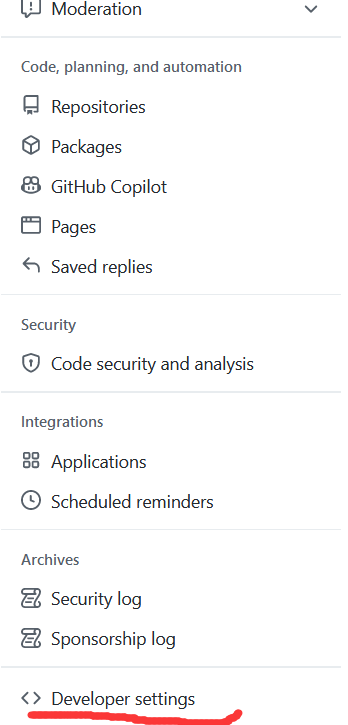 Moderation
Code, planning, and automation
Repositories
Packages
GitHub Copilot
Pages
Saved replies
Security
Code security and analysis
Integrations
Applications
Scheduled reminders
Archives
Security log
Sponsorship log
Developer settings